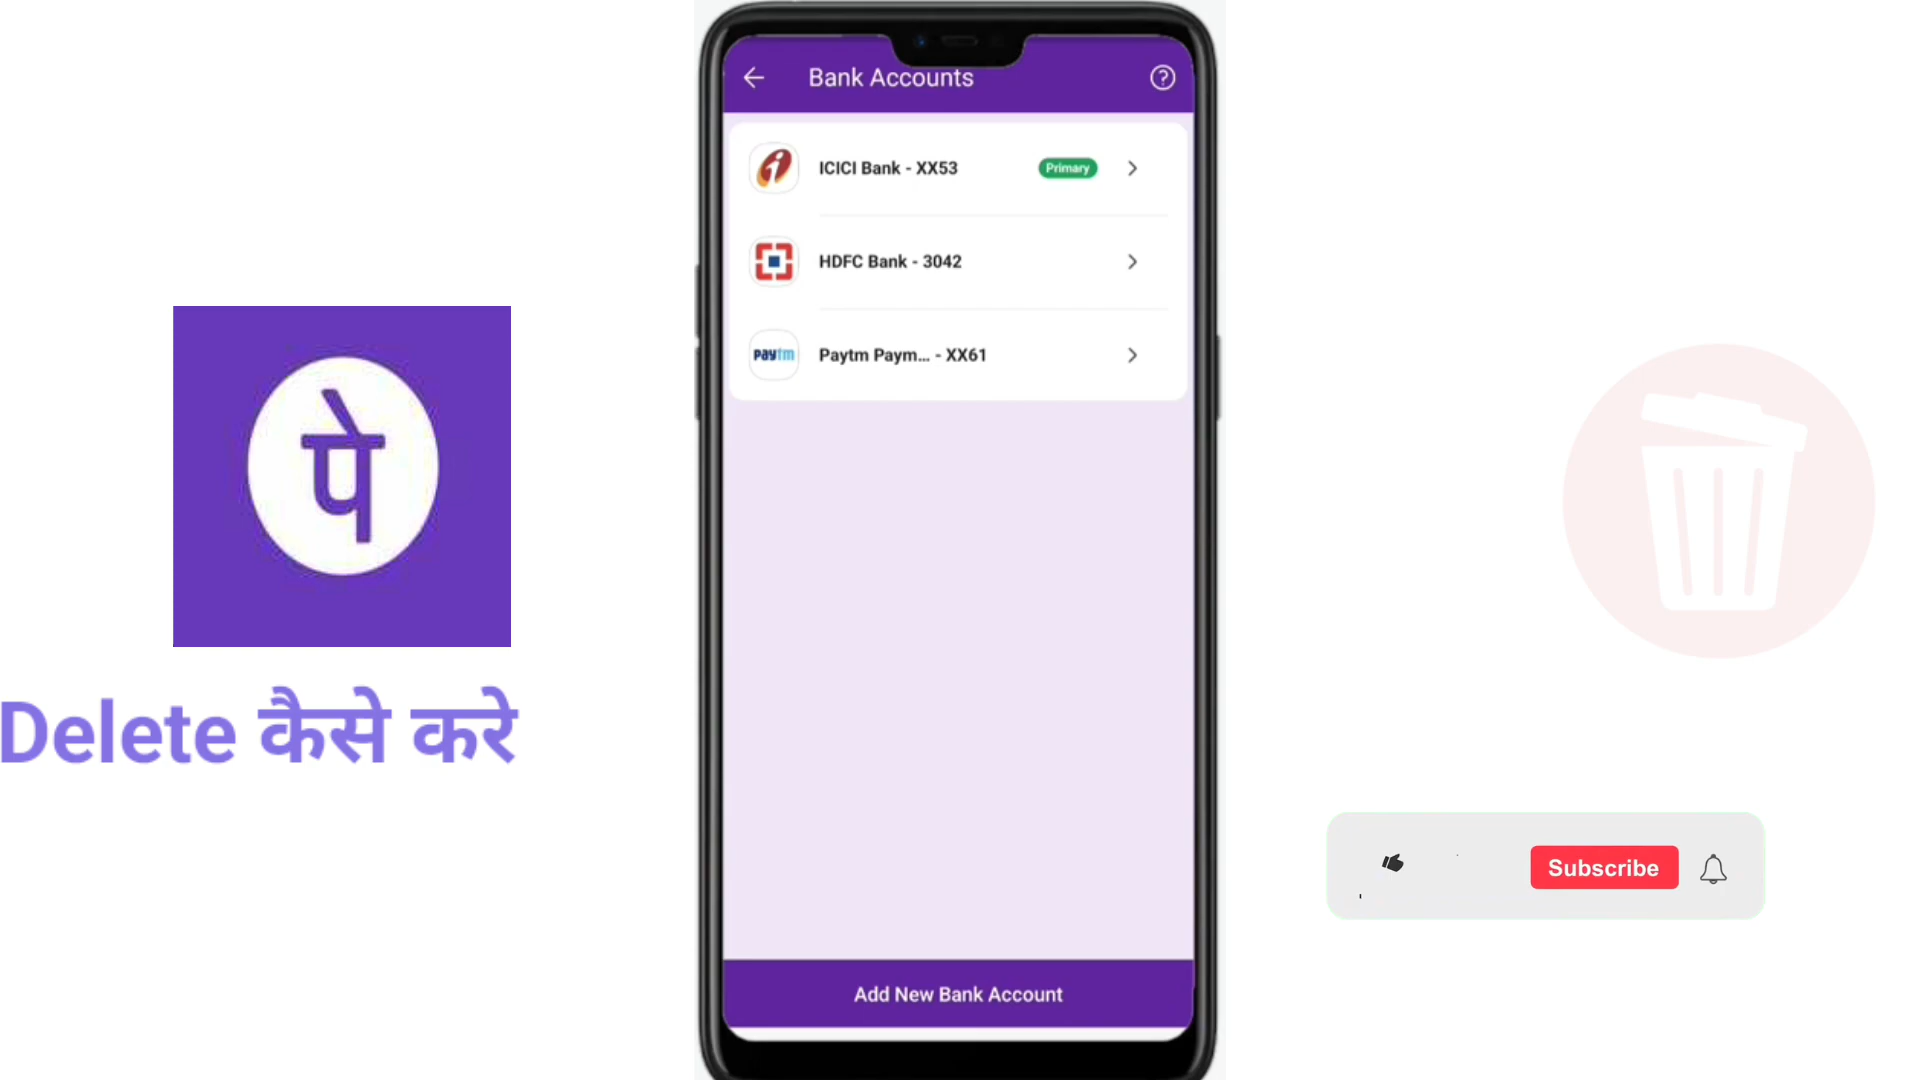 Bank Accounts
ICICI Bank - XX53
Primary
HDFC Bank - 3042
paytm
Paytm Paym... - XX61
Add New Bank Account
पे
Delete कैसे करे
Subscribe